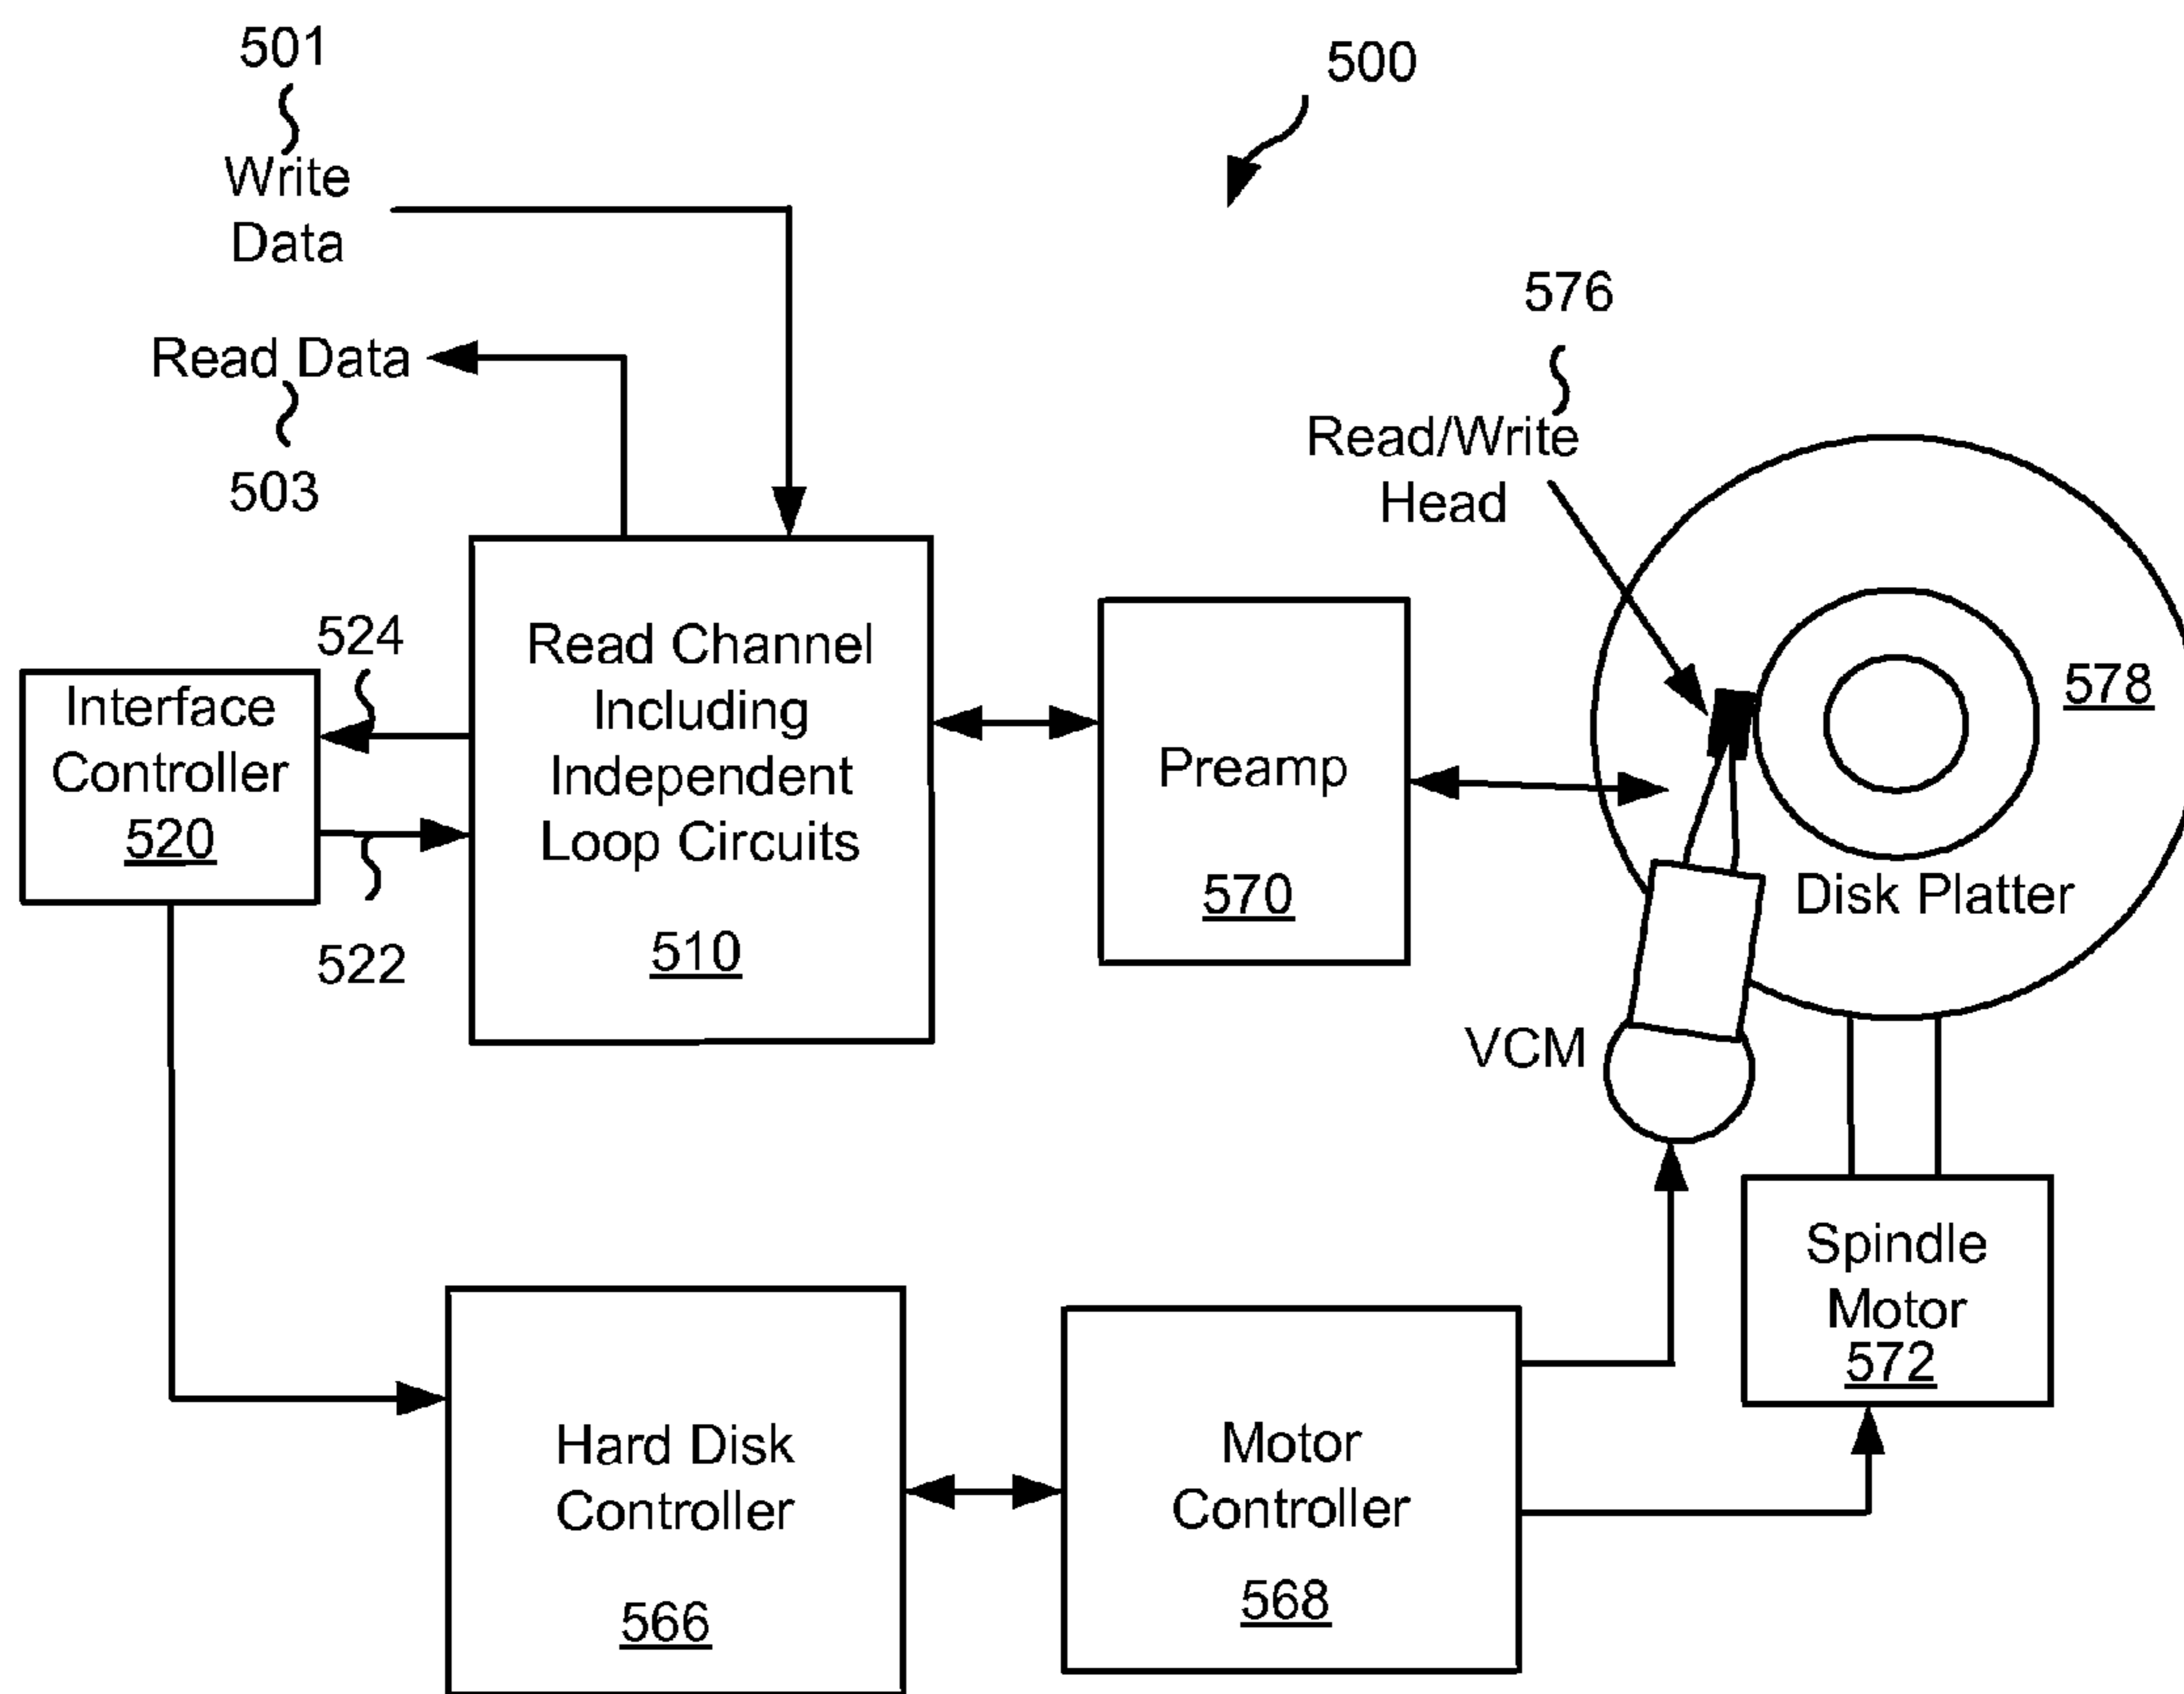 501
Write
Data
500
Read Data
503
576
Read/Write
Head
524
522
Interface
Controller
520
Read Channel
Including
Independent
Loop Circuits
510
Preamp
570
578
Disk Platter
VCM
Spindle
Motor
572
Hard Disk
Controller
566
Motor
Controller
568